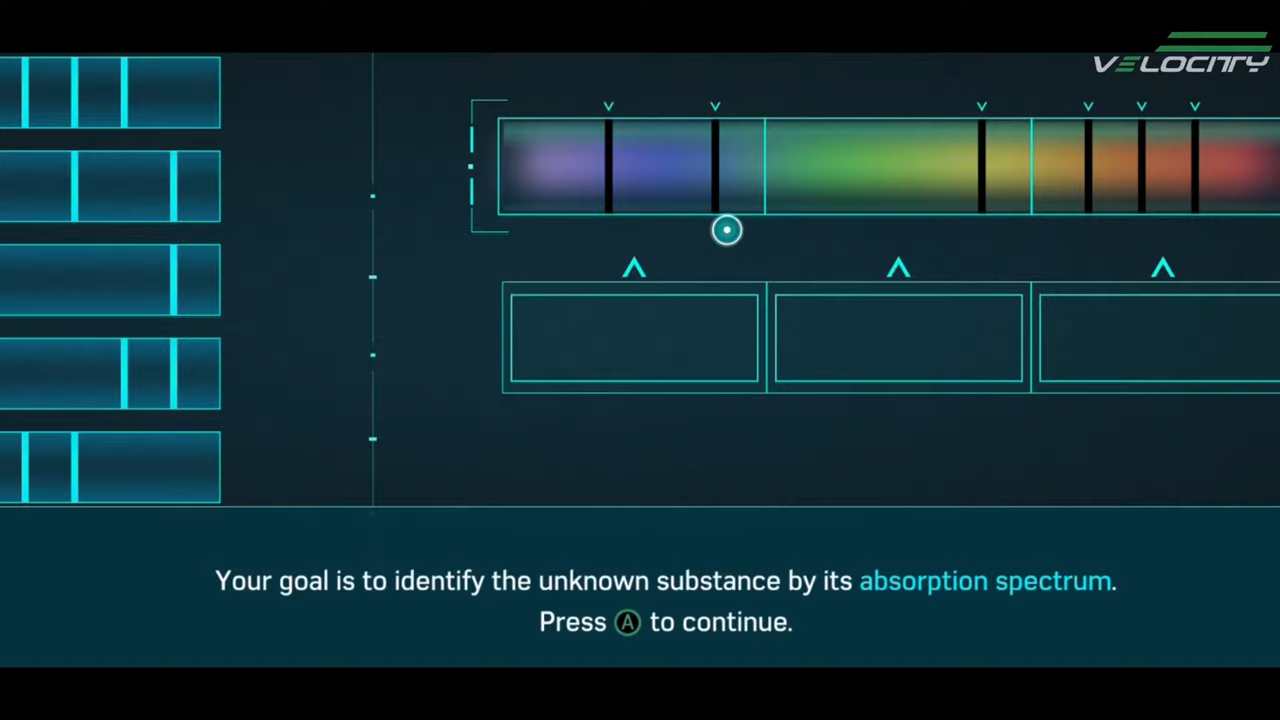 VELOCITY
Your goal is to identify the unknown substance by its absorption spectrum.
Press A to continue.